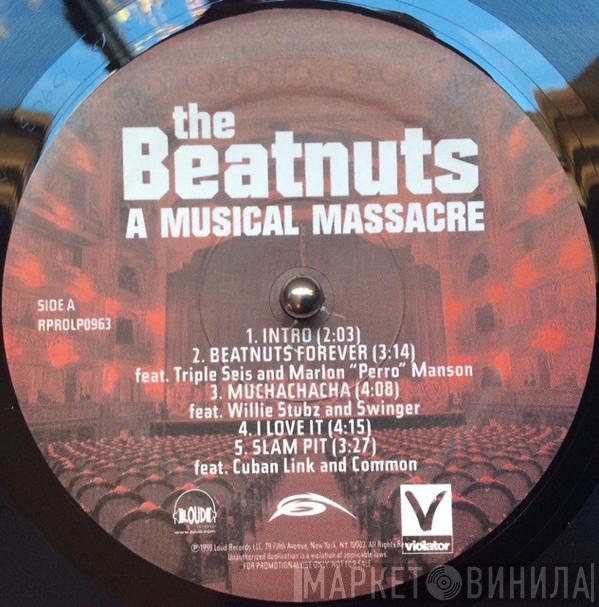 the
Beatnuts
A MUSICAL MASSACRE
SIDE A
RPROLP0963
1. INTRO (2:03)
2. BEATNUTS FOREVER (3:14)
feat. Triple Seis and Marlon "Perro" Manson
3. MUCHACHACHA (4:08)
feat. Willie Stubz and Swinger
4. I LOVE IT (4:15)
5. SLAM PIT (3:27)
feat. Cuban Link and Common
LOUD
V
violator
℗1999 Loud Records LLC, 79 Fifth Avenue, New York, NY 10003. All Rights
Unauthorized duplication is a violation of applicable laws.
FOR PROMOTIONAL USE ONLY. NOT FOR SALE
МАРКЕТ ВИНИЛА